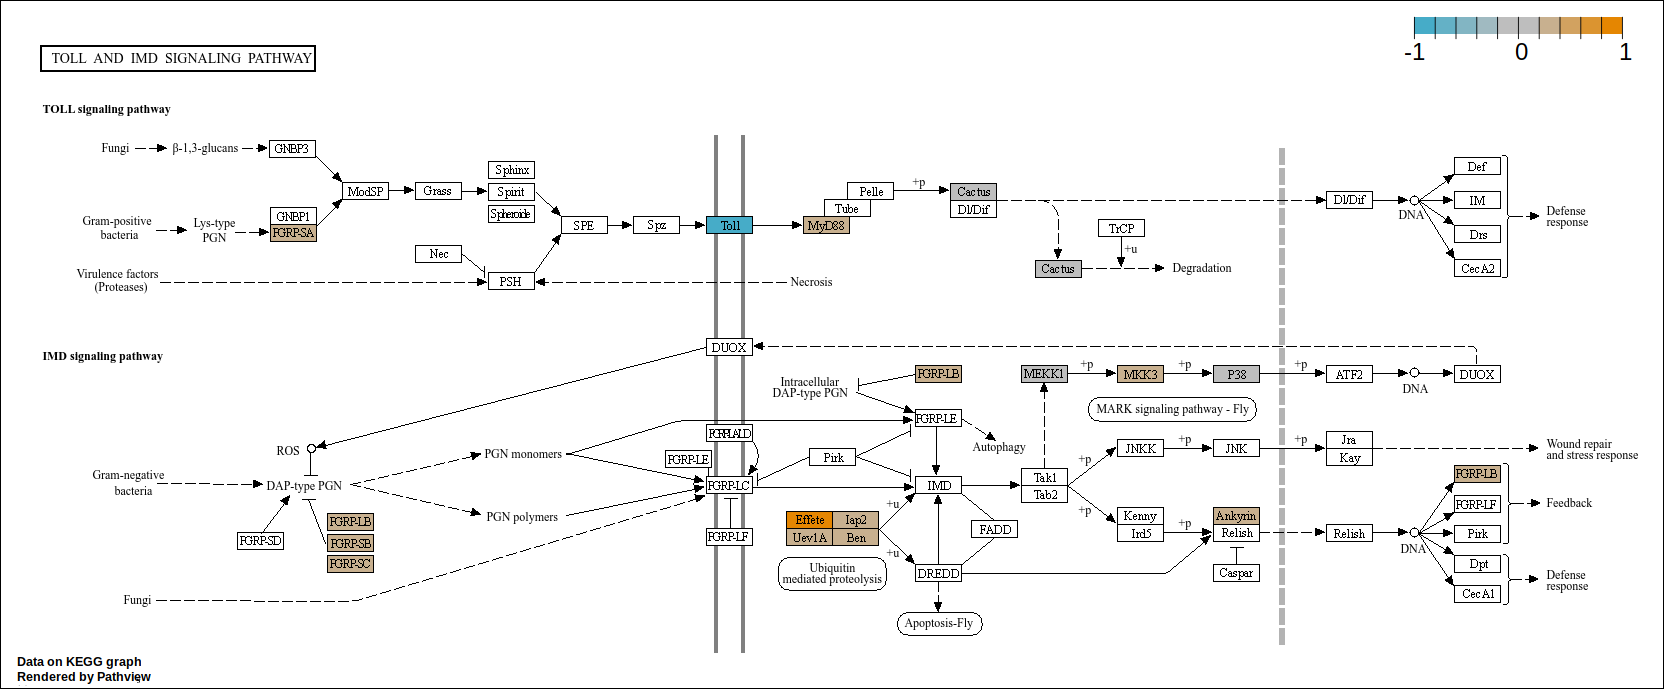 -1 0 1
TOLL AND IMD SIGNALING PATHWAY
TOLL signaling pathway
Fungi
β-1,3-glucans
GNBP3
ModSP
Grass
Sphinx
Spirit
Spheroide
Gram-positive
bacteria
Lys-type
PGN
GNBP1
PGRP-SA
SPE
Spz
Toll
MyD88
Tube
Pelle
+p
Cactus
Dl/Dif
Nec
PSH
Virulence factors
(Proteases)
Necrosis
Cactus
TrCP
+u
Degradation
Dl/Dif
DNA
Def
IM
Drs
CecA2
Defense
response
IMD signaling pathway
DUOX
Intracellular
DAP-type PGN
PGRP-LB
MEKK1
+p
MKK3
+p
P38
+p
ATF2
DNA
DUOX
MARK signaling pathway - Fly
PGRP-LE
Autophagy
ROS
PGN monomers
PGRP-LE
PGRP-LC
Pirk
IMD
Tak1
Tab2
+p
JNKK
+p
JNK
+p
Jra
Kay
Wound repair
and stress response
Gram-negative
bacteria
DAP-type PGN
PGN polymers
PGRP-SD
PGRP-LB
PGRP-SB
PGRP-SC
PGRP-LF
Effete
Iap2
Uev1A
Ben
+u
+u
FADD
DREDD
Ubiquitin
mediated proteolysis
Apoptosis-Fly
+p
Kenny
Ird5
+p
Ankyrin
Relish
Caspar
Relish
DNA
PGRP-LB
PGRP-LF
Pirk
Dpt
CecA1
Feedback
Defense
response
Fungi
Data on KEGG graph
Rendered by Pathview